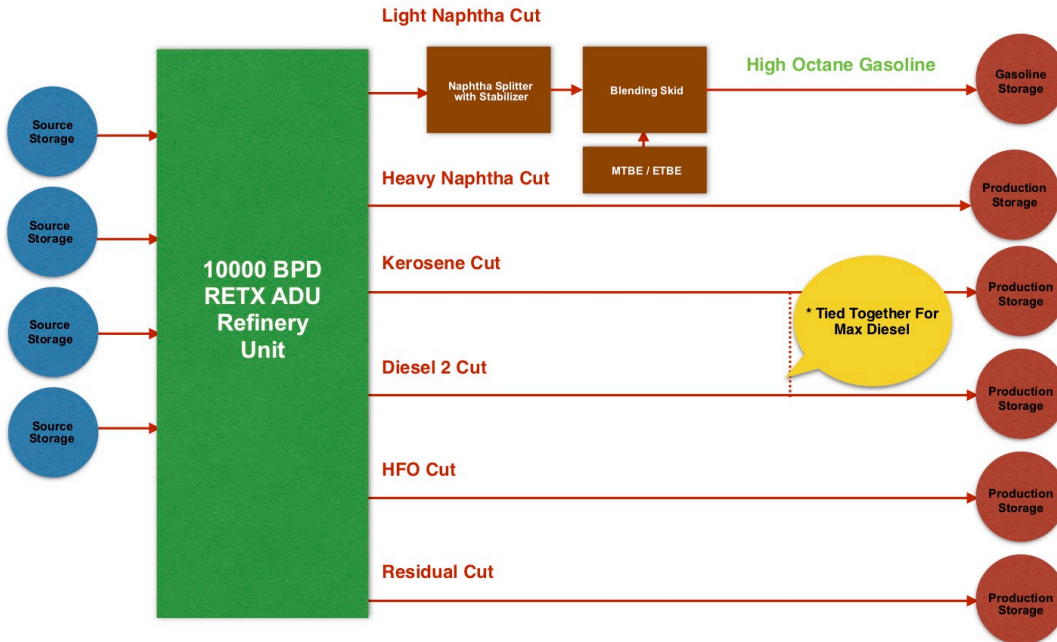 Light Naphtha Cut
Naphtha Splitter
with Stabilizer
Blending Skid
High Octane Gasoline
Gasoline
Storage
MTBE / ETBE
Source
Storage
Source
Storage
Source
Storage
Source
Storage
10000 BPD
RETX ADU
Refinery
Unit
Heavy Naphtha Cut
Production
Storage
Kerosene Cut
Production
Storage
* Tied Together For
Max Diesel
Diesel 2 Cut
Production
Storage
HFO Cut
Production
Storage
Residual Cut
Production
Storage